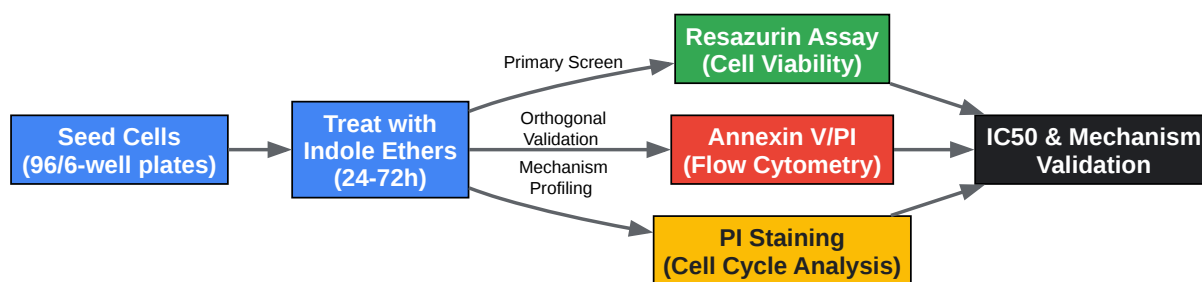 Seed Cells
(96/6-well plates)
Treat with
Indole Ethers
(24-72h)
Primary Screen
Orthogonal
Validation
Mechanism
Profiling
Resazurin Assay
(Cell Viability)
Annexin V/PI
(Flow Cytometry)
PI Staining
(Cell Cycle Analysis)
IC50 & Mechanism
Validation